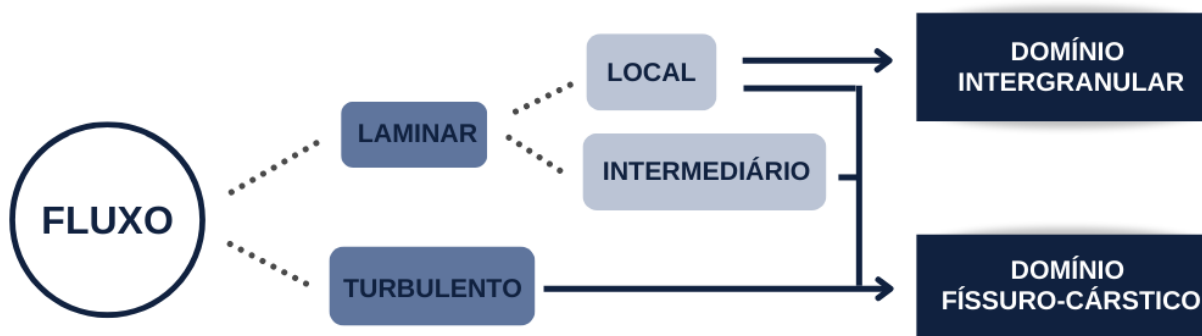 FLUXO
LAMINAR
TURBULENTO
LOCAL
INTERMEDIÁRIO
DOMÍNIO
INTERGRANULAR
DOMÍNIO
FÍSSURO-CÁRSTICO